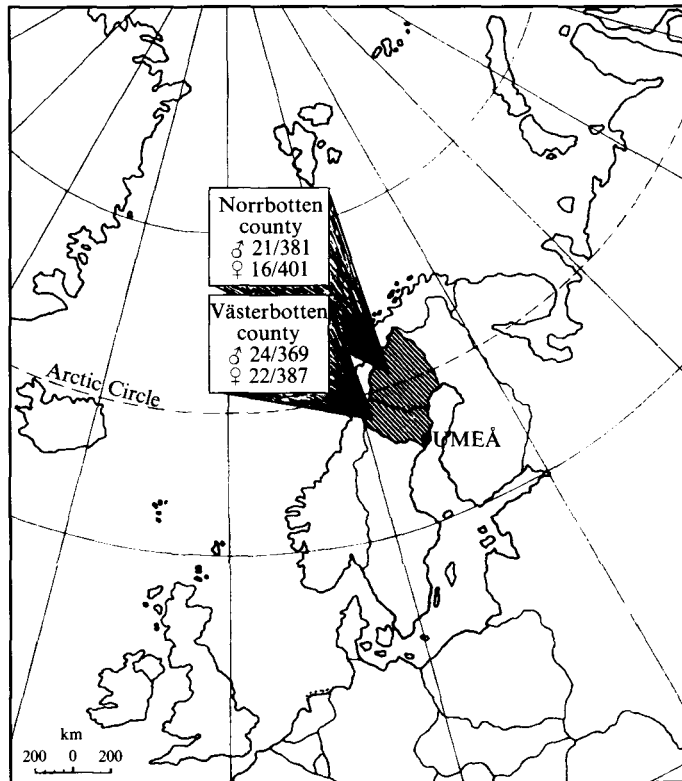 Norrbotten
county
♂ 21/381
♀ 16/401
Västerbotten
county
♂ 24/369
♀ 22/387
Arctic Circle
UMEÅ
km
200 0 200